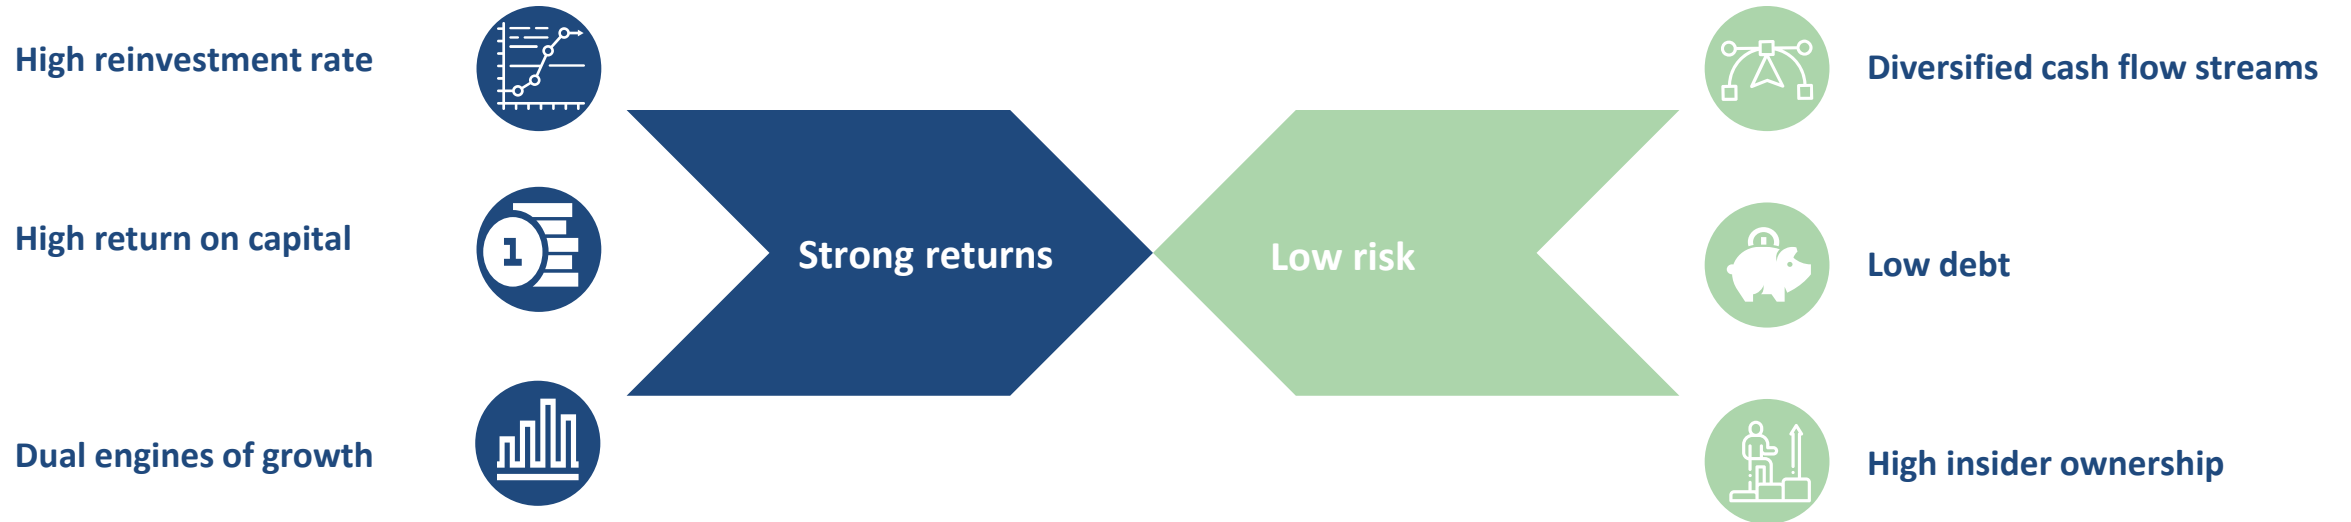 High reinvestment rate
High return on capital
1
Dual engines of growth
Strong returns
Low risk
Diversified cash flow streams
Low debt
High insider ownership